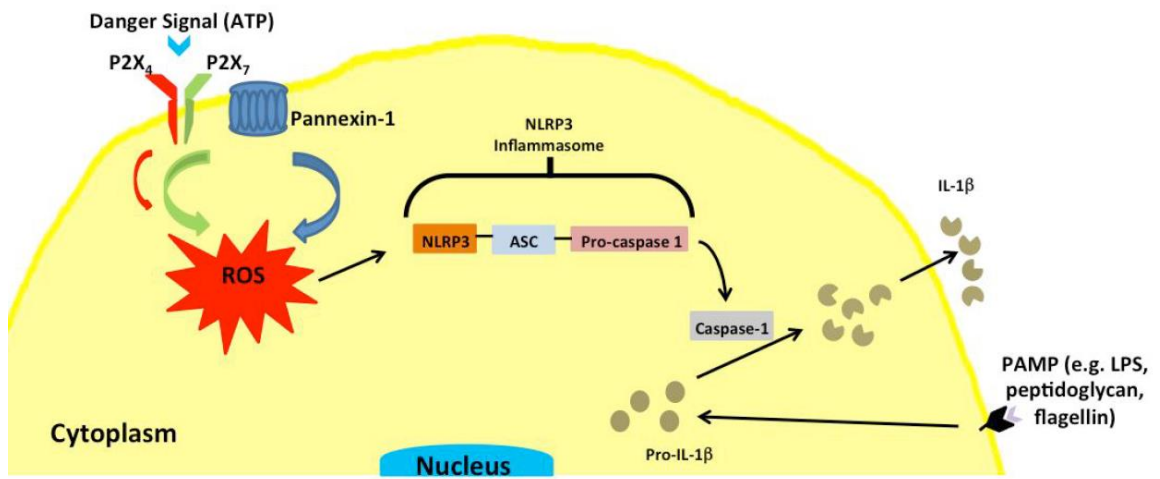 Danger Signal (ATP)
P2X₄ P2X₇
Pannexin-1
NLRP3
Inflammasome
IL-1β
NLRP3 ASC Pro-caspase 1
ROS
Caspase-1
PAMP (e.g. LPS,
peptidoglycan,
flagellin)
Cytoplasm
Pro-IL-1β
Nucleus